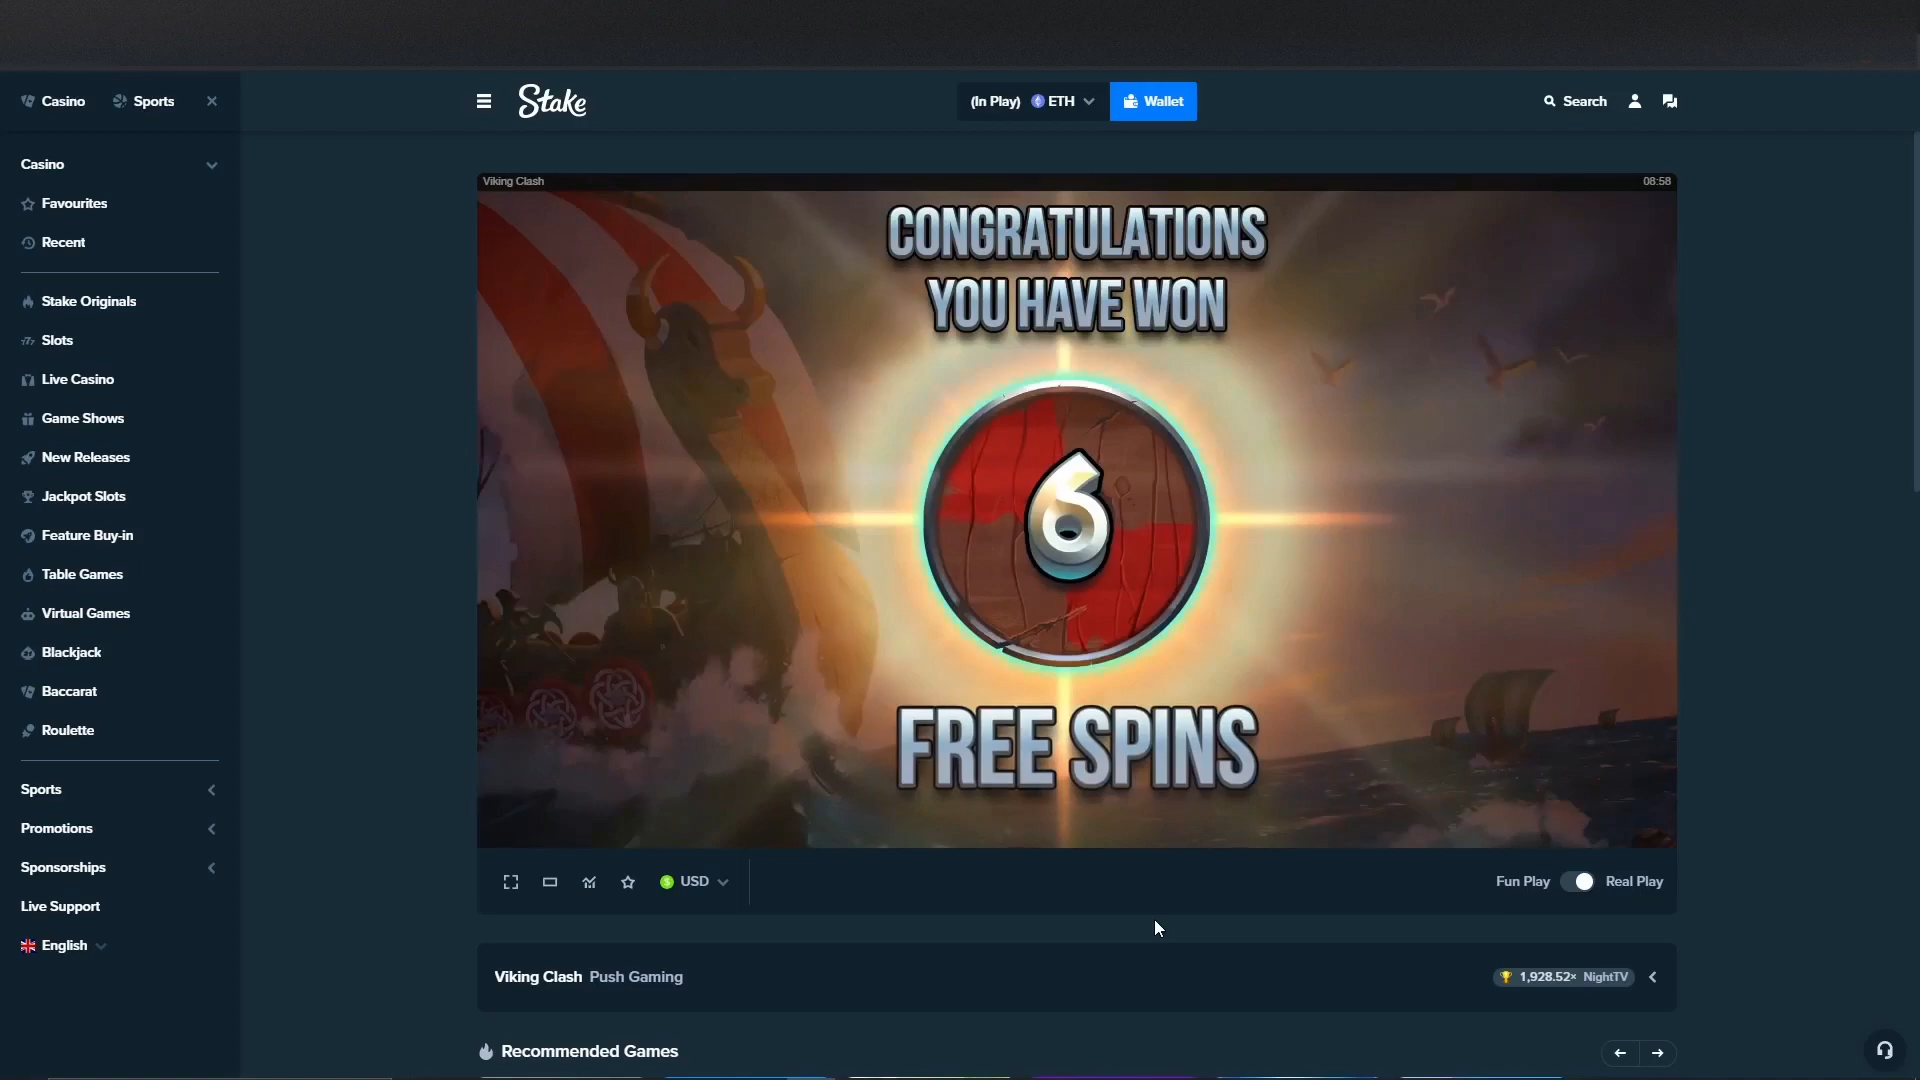 Casino
Sports
Stake
(In Play) ETH
Wallet
Search
Casino
Favourites
Recent
Stake Originals
Slots
Live Casino
Game Shows
New Releases
Jackpot Slots
Feature Buy-in
Table Games
Virtual Games
Blackjack
Baccarat
Roulette
Sports
Promotions
Sponsorships
Live Support
English
Viking Clash
08:58
CONGRATULATIONS
YOU HAVE WON
6
FREE SPINS
USD
Fun Play
Real Play
Viking Clash Push Gaming
1,928.52× NightTV
Recommended Games